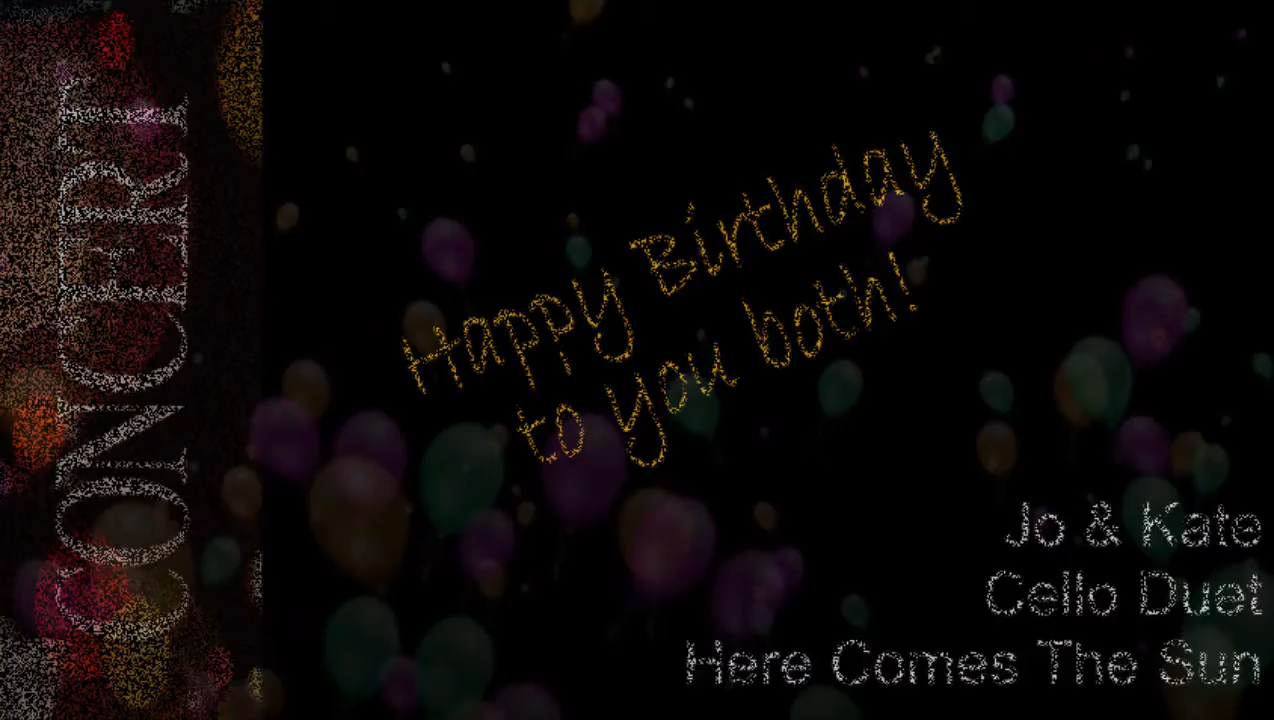 CONCERT
Happy Birthday
to you both!
Jo & Kate
Cello Duet
Here Comes The Sun